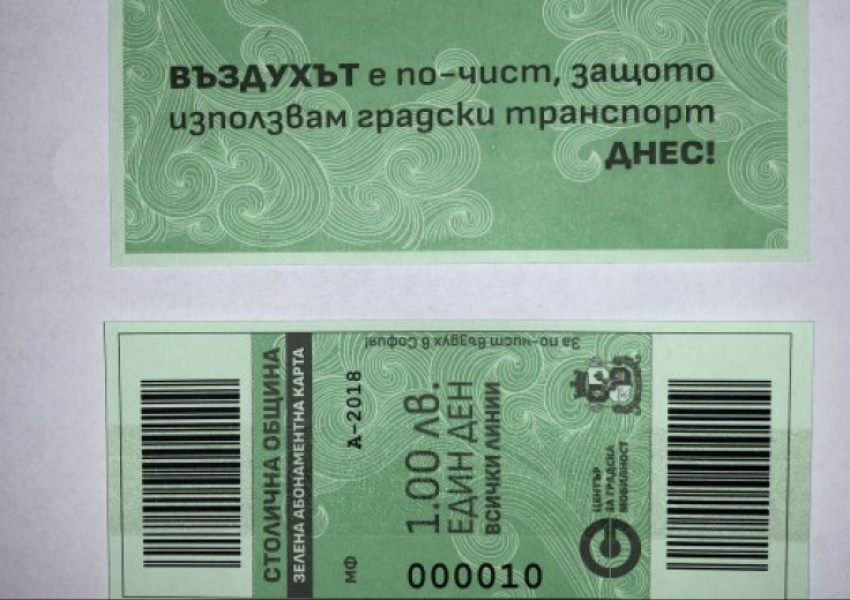 ВЪЗДУХЪТ е по-чист, защото
използвам градски транспорт
ДНЕС!
СТОЛИЧНА ОБЩИНА
ЗЕЛЕНА АБОНАМЕНТНА КАРТА
А-2018
МФ
1.00 лв.
ЕДИН ДЕН
ВСИЧКИ ЛИНИИ
За по-чист въздух в София!
ЦЕНТЪР
ЗА ГРАДСКА
МОБИЛНОСТ
000010